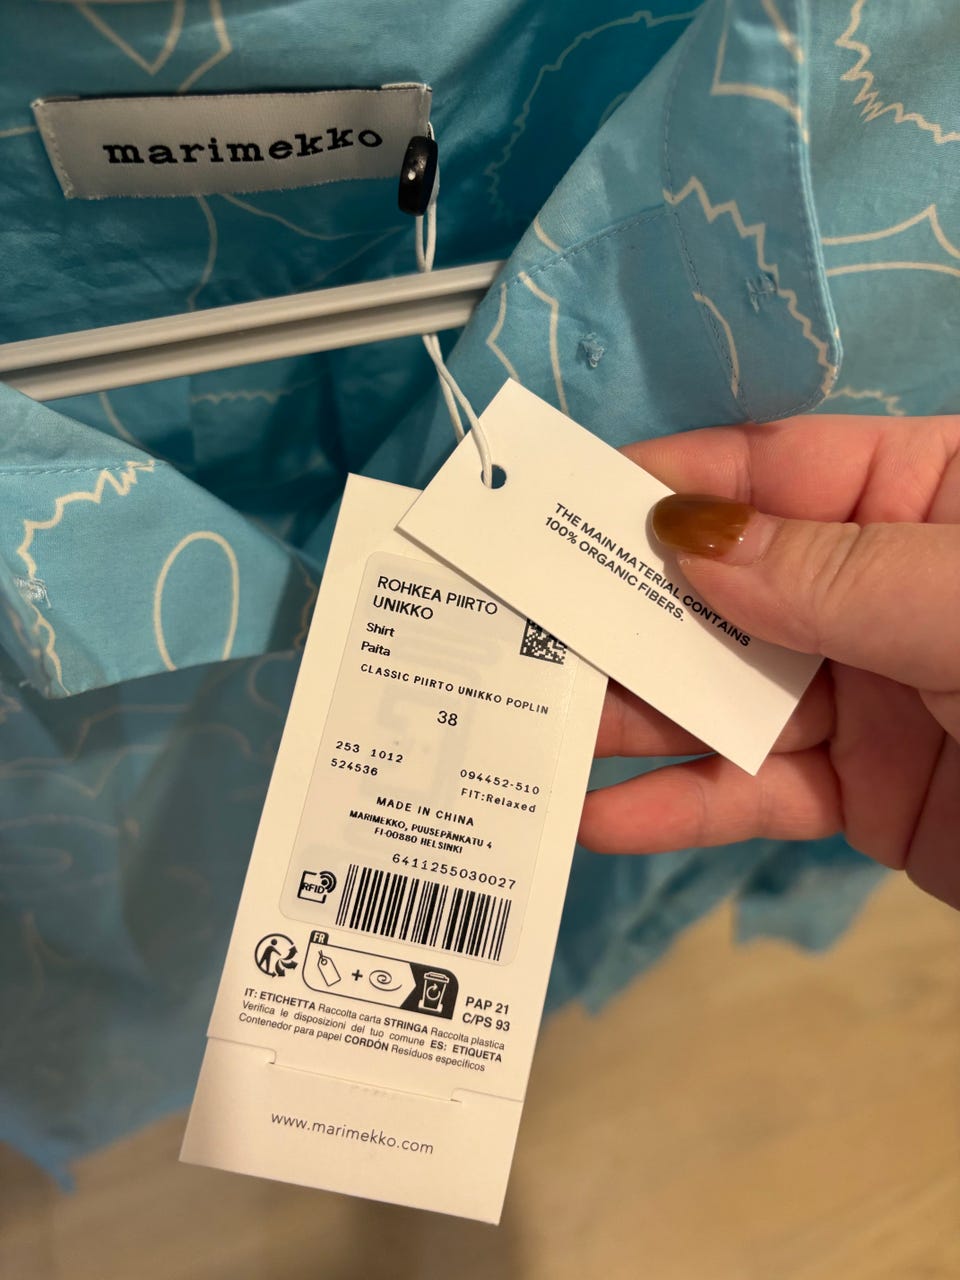 marimekko
THE MAIN MATERIAL CONTAINS
100% ORGANIC FIBERS.
ROHKEA PIIRTO
UNIKKO
Shirt
Paita
CLASSIC PIIRTO UNIKKO POPLIN
38
253 1012
524536
094452-510
FIT:Relaxed
MADE IN CHINA
MARIMEKKO, PUUSEPÄNKATU 4
FI-00880 HELSINKI
6411255030027
RFID
FR
PAP 21
C/PS 93
IT: ETICHETTA Raccolta carta STRINGA Raccolta plastica
Verifica le disposizioni del tuo comune ES: ETIQUETA
Contenedor para papel CORDÓN Residuos específicos
www.marimekko.com